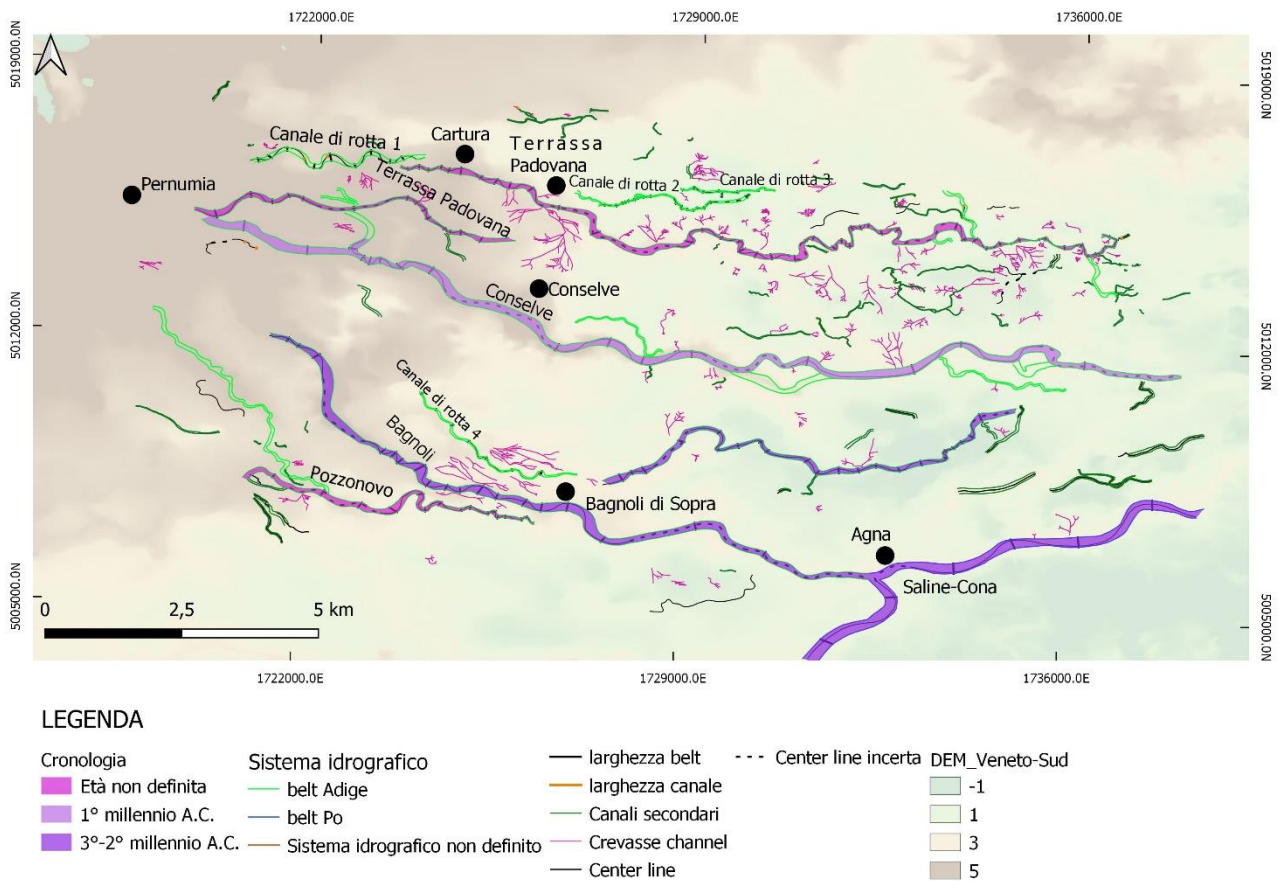 1722000.0E
1729000.0E
1736000.0E
5019000.0N
5019000.0N
Canale di rotta 1
Cartura
Terrassa
Padovana
Canale di rotta 2
Canale di rotta 3
Pernumia
Terrassa Padovana
Conselve
Conselve
5012000.0N
5012000.0N
Canale di rotta 4
Bagnoli
Pozzonovo
Bagnoli di Sopra
Agna
Saline-Cona
5005000.0N
5005000.0N
0
2,5
5 km
1722000.0E
1729000.0E
1736000.0E
LEGENDA
Cronologia
Età non definita
1° millennio A.C.
3°-2° millennio A.C.
Sistema idrografico
belt Adige
belt Po
Sistema idrografico non definito
larghezza belt
larghezza canale
Canali secondari
Crevasse channel
Center line
Center line incerta
DEM_Veneto-Sud
-1
1
3
5